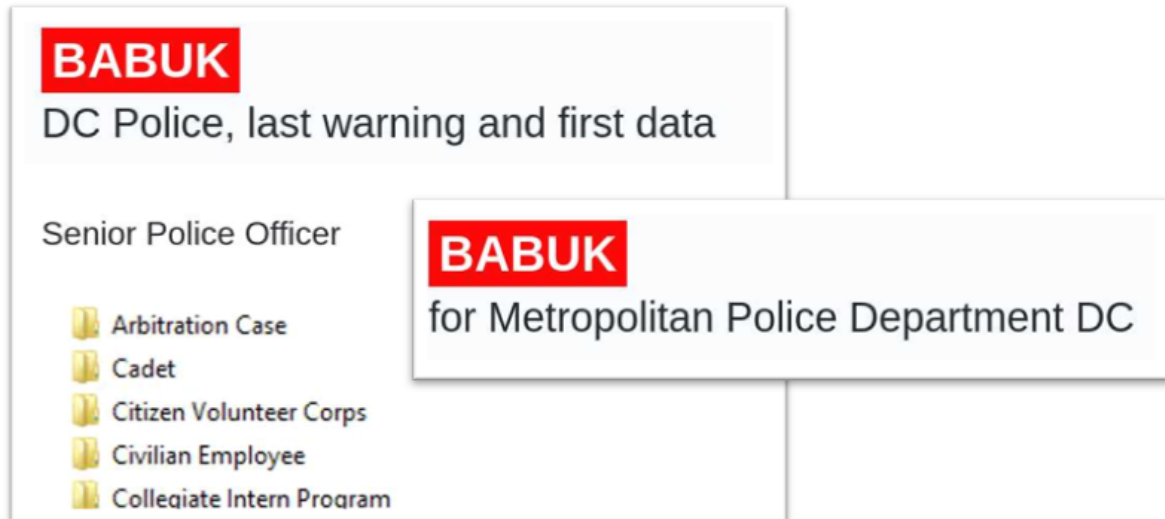 BABUK
DC Police, last warning and first data
Senior Police Officer
Arbitration Case
Cadet
Citizen Volunteer Corps
Civilian Employee
Collegiate Intern Program
BABUK
for Metropolitan Police Department DC